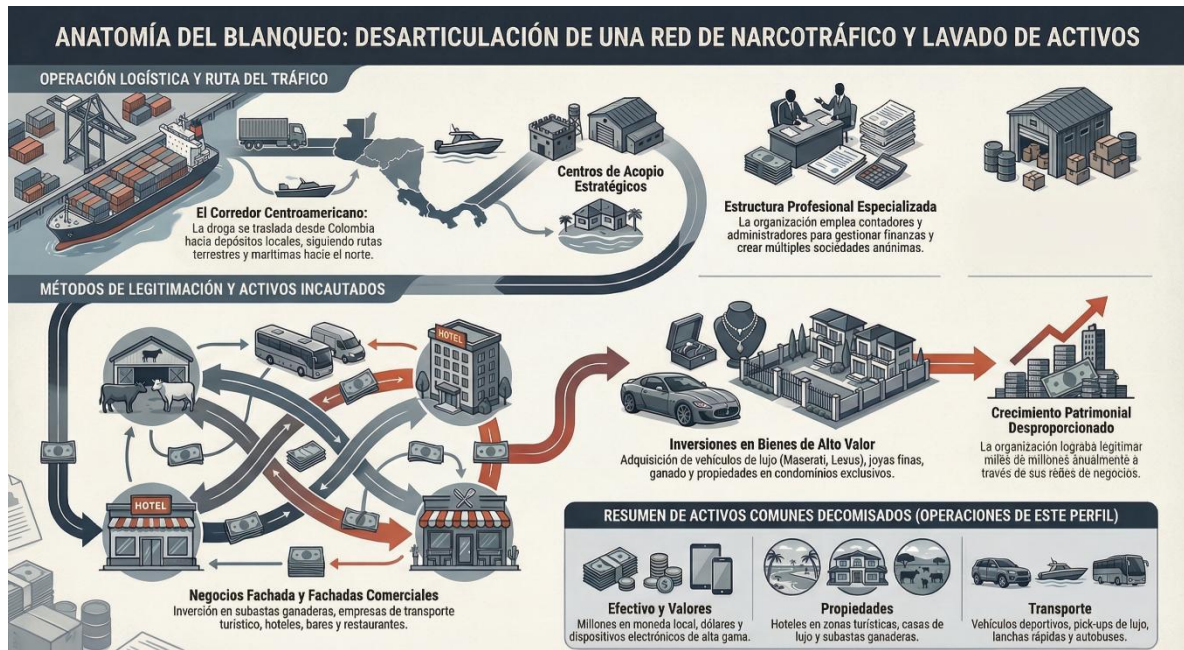 ANATOMÍA DEL BLANQUEO: DESARTICULACIÓN DE UNA RED DE NARCOTRÁFICO Y LAVADO DE ACTIVOS
OPERACIÓN LOGÍSTICA Y RUTA DEL TRÁFICO
El Corredor Centroamericano:
La droga se traslada desde Colombia
hacia depósitos locales, siguiendo rutas
terrestres y marítimas hacie el norte.
Centros de Acopio
Estratégicos
Estructura Profesional Especializada
La organización emplea contadores y
administradores para gestionar finanzas y
crear múltiples sociedades anónimas.
MÉTODOS DE LEGITIMACIÓN Y ACTIVOS INCAUTADOS
HOTEL
HOTEL
Negocios Fachada y Fachadas Comerciales
Inversión en subastas ganaderas, empresas de transporte
turístico, hoteles, bares y restaurantes.
Inversiones en Bienes de Alto Valor
Adquisición de vehículos de lujo (Maserati, Levus), joyas finas,
ganado y propiedades en condominios exclusivos.
Crecimiento Patrimonial
Desproporcionado
La organización lograba legitimar
miles de millones anualmente a
través de sus redes de negocios.
RESUMEN DE ACTIVOS COMUNES DECOMISADOS (OPERACIONES DE ESTE PERFIL)
Efectivo y Valores
Millones en moneda local, dólares y
dispositivos electrónicos de alta gama.
Propiedades
Hoteles en zonas turísticas, casas de
lujo y subastas ganaderas.
Transporte
Vehículos deportivos, pick-ups de lujo,
lanchas rápidas y autobuses.